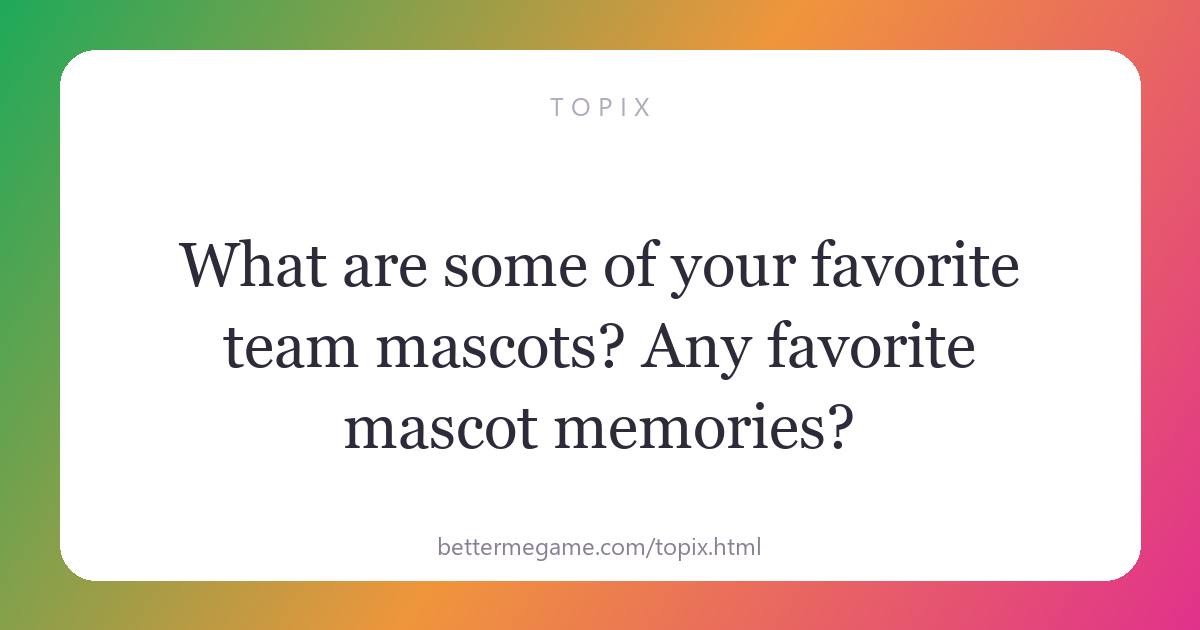 TOPIX
What are some of your favorite
team mascots? Any favorite
mascot memories?
bettermegame.com/topix.html